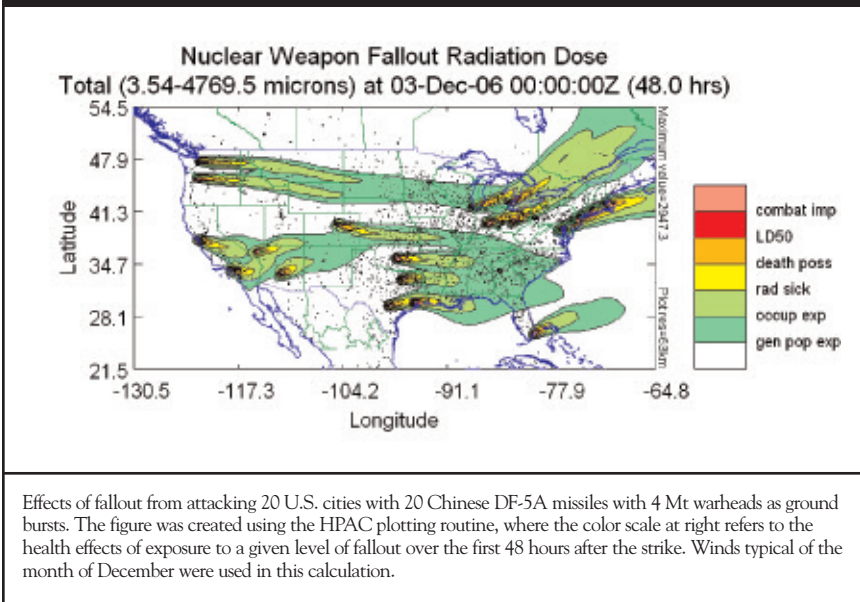 Nuclear Weapon Fallout Radiation Dose
Total (3.54-4769.5 microns) at 03-Dec-06 00:00:00Z (48.0 hrs)
54.5
47.9
41.3
34.7
28.1
21.5
Latitude
-130.5
-117.3
-104.2
-91.1
-77.9
-64.8
Longitude
Maximum value=2947.3
Plot res=63km
combat imp
LD50
death poss
rad sick
occup exp
gen pop exp
Effects of fallout from attacking 20 U.S. cities with 20 Chinese DF-5A missiles with 4 Mt warheads as ground
bursts. The figure was created using the HPAC plotting routine, where the color scale at right refers to the
health effects of exposure to a given level of fallout over the first 48 hours after the strike. Winds typical of the
month of December were used in this calculation.